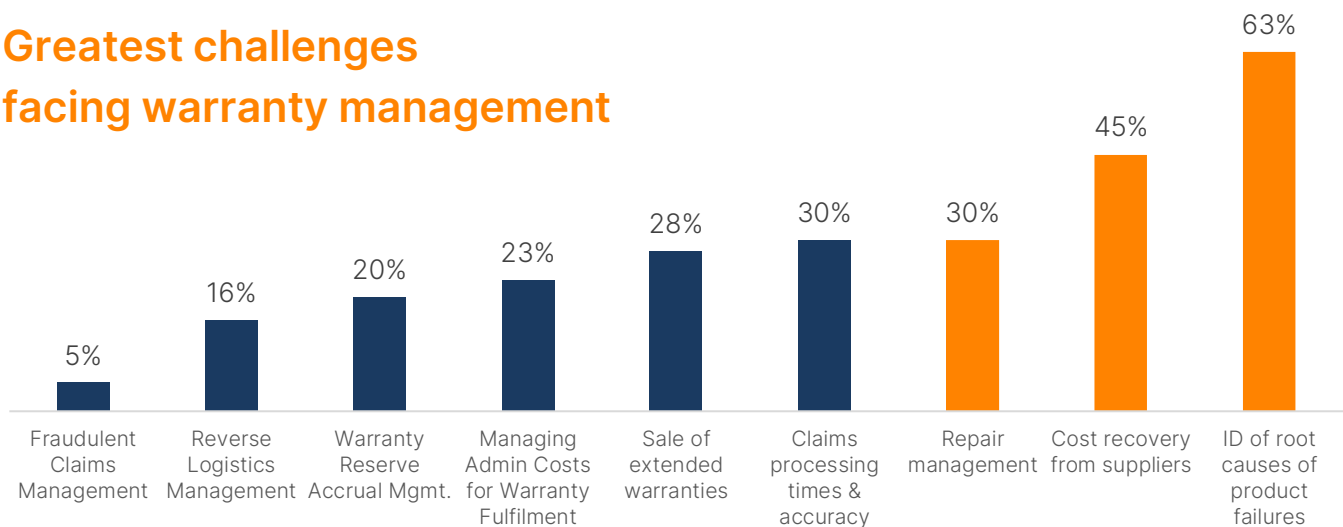 Greatest challenges
facing warranty management
5%
16%
20%
23%
28%
30%
30%
45%
63%
Fraudulent
Claims
Management
Reverse
Logistics
Management
Warranty
Reserve
Accrual Mgmt.
Managing
Admin Costs
for Warranty
Fulfilment
Sale of
extended
warranties
Claims
processing
times &
accuracy
Repair
management
Cost recovery
from suppliers
ID of root
causes of
product
failures